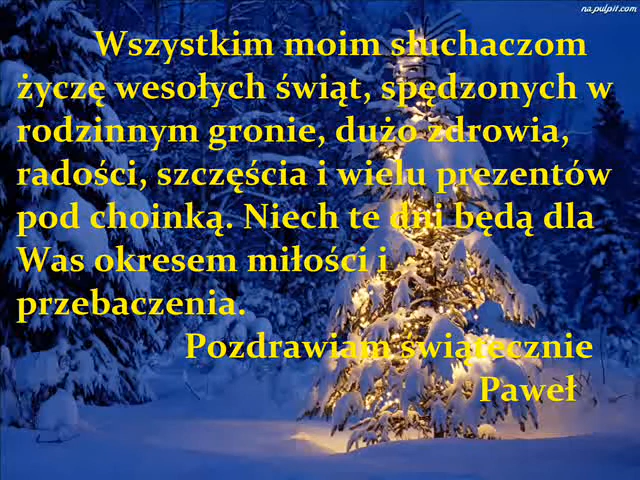 na.pulpit.com
Wszystkim moim słuchaczom
życzę wesołych świąt, spędzonych w
rodzinnym gronie, dużo zdrowia,
radości, szczęścia i wielu prezentów
pod choinką. Niech te dni będą dla
Was okresem miłości i
przebaczenia.
Pozdrawiam świątecznie
Paweł